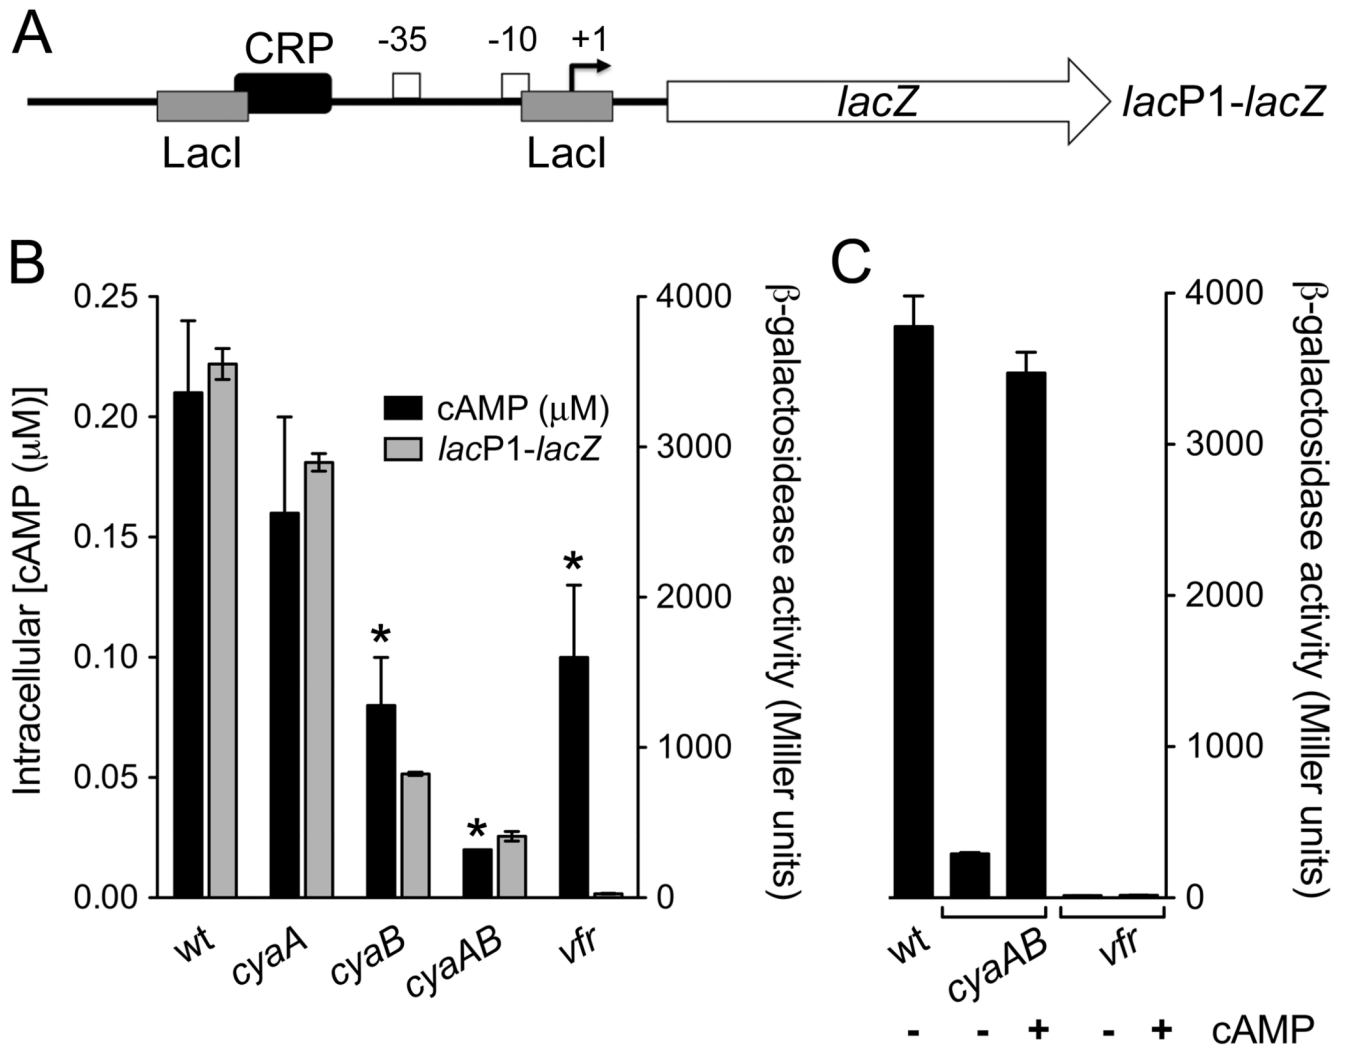 A
CRP
-35
-10
+1
lacZ
lacP1-lacZ
LacI
LacI
B
0.25
0.20
0.15
0.10
0.05
0.00
Intracellular [cAMP (μM)]
cAMP (μM)
lacP1-lacZ
*
*
*
4000
3000
2000
1000
0
β-galactosidease activity (Miller units)
wt
cyaA
cyaB
cyaAB
vfr
C
4000
3000
2000
1000
0
β-galactosidase activity (Miller units)
wt
cyaAB
vfr
- - + - + cAMP